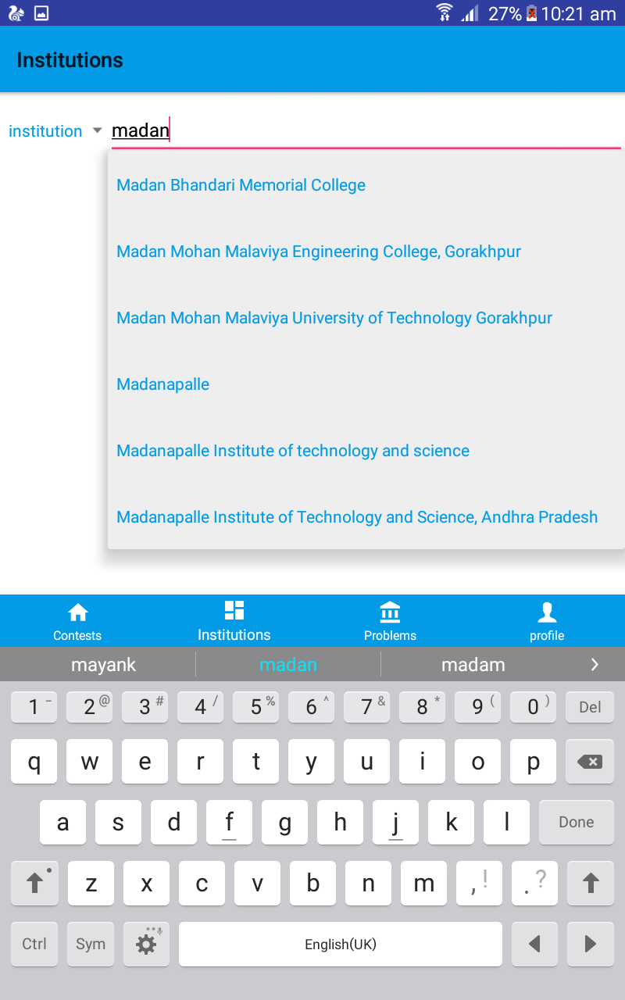 27% 10:21 am
Institutions
institution madan
Madan Bhandari Memorial College
Madan Mohan Malaviya Engineering College, Gorakhpur
Madan Mohan Malaviya University of Technology Gorakhpur
Madanapalle
Madanapalle Institute of technology and science
Madanapalle Institute of Technology and Science, Andhra Pradesh
Contests Institutions Problems profile
mayank madan madam
1 - 2 @ 3 # 4 / 5 % 6 ^ 7 & 8 * 9 ( 0 ) Del
q w e r t y u i o p
a s d f g h j k l Done
z x c v b n m , ! . ?
Ctrl Sym English(UK)